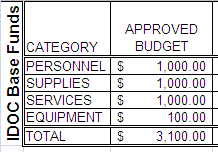 IDOC Base Funds
CATEGORY APPROVED BUDGET
PERSONNEL $ 1,000.00
SUPPLIES $ 1,000.00
SERVICES $ 1,000.00
EQUIPMENT $ 100.00
TOTAL $ 3,100.00